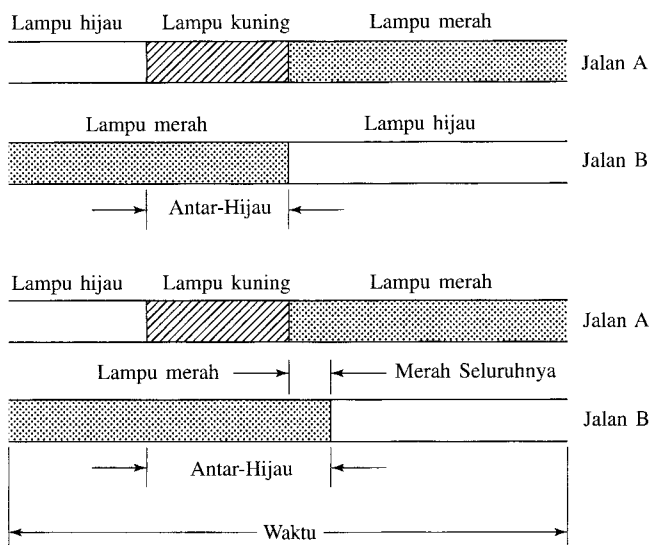 Lampu hijau Lampu kuning Lampu merah
Jalan A
Lampu merah Lampu hijau
Jalan B
Antar-Hijau
Lampu hijau Lampu kuning Lampu merah
Jalan A
Lampu merah Merah Seluruhnya
Jalan B
Antar-Hijau
Waktu